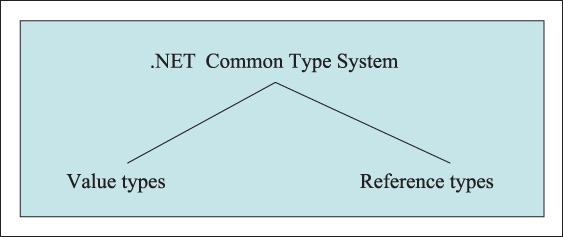 .NET Common Type System
Value types
Reference types